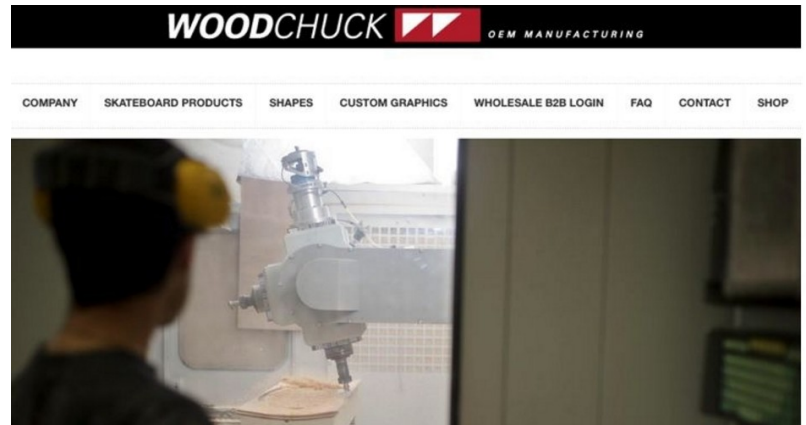 WOODCHUCK OEM MANUFACTURING
COMPANY SKATEBOARD PRODUCTS SHAPES CUSTOM GRAPHICS WHOLESALE B2B LOGIN FAQ CONTACT SHOP